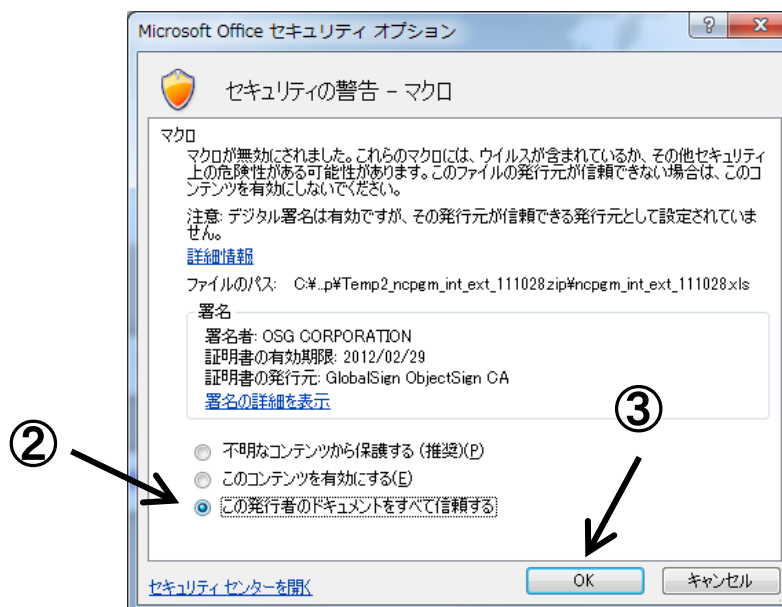 Microsoft Office セキュリティ オプション
セキュリティの警告 - マクロ
マクロ
マクロが無効にされました。これらのマクロには、ウイルスが含まれているか、その他セキュリティ
上の危険性がある可能性があります。このファイルの発行元が信頼できない場合は、このコ
ンテンツを有効にしないでください。
注意: デジタル署名は有効ですが、その発行元が信頼できる発行元として設定されていま
せん。
詳細情報
ファイルのパス: C:¥..p¥Temp2_ncpgm_int_ext_111028.zip¥ncpgm_int_ext_111028.xls
署名
署名者: OSG CORPORATION
証明書の有効期限: 2012/02/29
証明書の発行元: GlobalSign ObjectSign CA
署名の詳細を表示
③
②
不明なコンテンツから保護する (推奨)(P)
このコンテンツを有効にする(E)
この発行者のドキュメントをすべて信頼する
セキュリティ センターを開く
OK
キャンセル